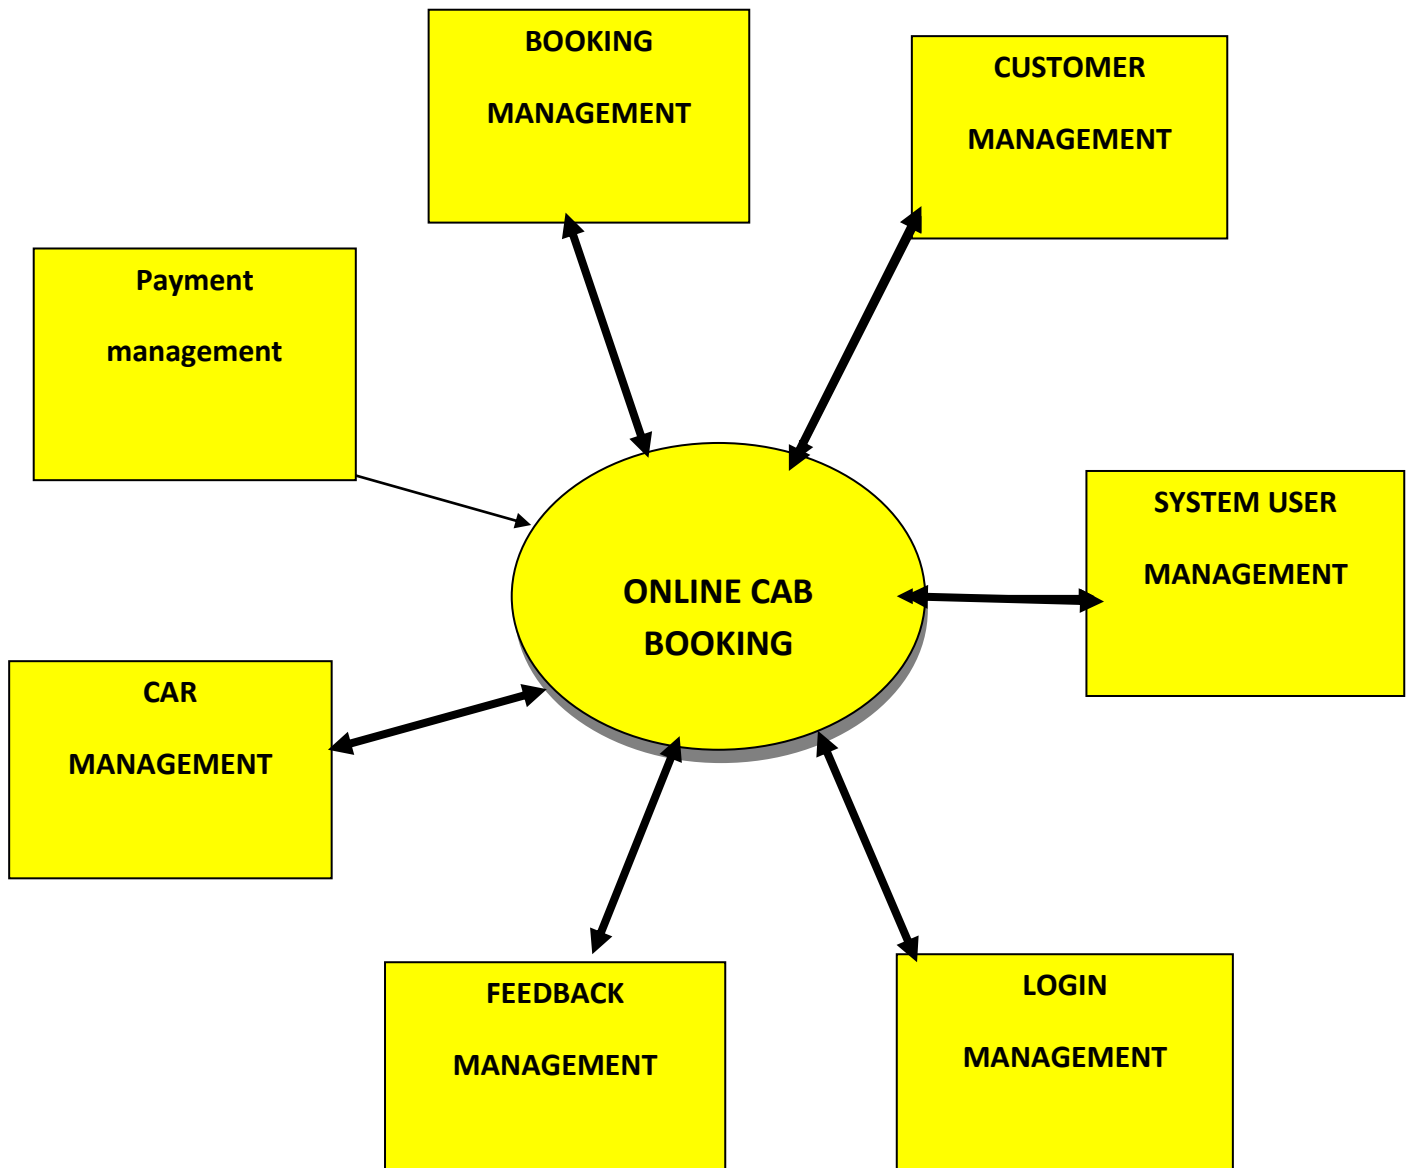 BOOKING
MANAGEMENT
CUSTOMER
MANAGEMENT
Payment
management
SYSTEM USER
MANAGEMENT
ONLINE CAB
BOOKING
CAR
MANAGEMENT
FEEDBACK
MANAGEMENT
LOGIN
MANAGEMENT